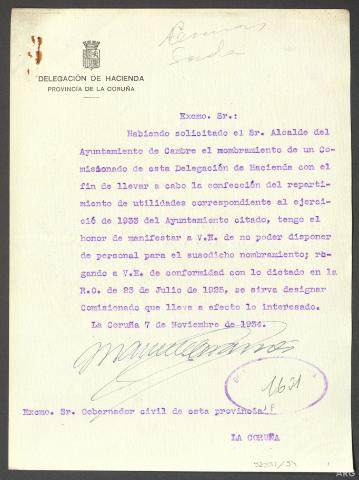 Sada
DELEGACIÓN DE HACIENDA
PROVINCIA DE LA CORUÑA
Excmo. Sr.:
Habiendo solicitado el Sr. Alcalde del
Ayuntamiento de Cambre el mombramiento de un Co-
misionado de esta Delegación de Hacienda con el
fin de llevar a cabo la confección del reparti-
miento de utilidades correspondiente al ejerci-
ció de 1933 del Ayuntamiento citado, tengo el
honor de manifestar a V.E. de no poder disponer
de personal para el susodicho nombramiento; ro-
gando a V.E. de conformidad con lo dictado en la
R.O. de 23 de Julio de 1925, se sirva designar
Comisionado que lleve a efecto lo interesado.
La Coruña 7 de Noviembre de 1934.
1631
Excmo. Sr. Gobernador civil de esta provincia
LA CORUÑA
ARG